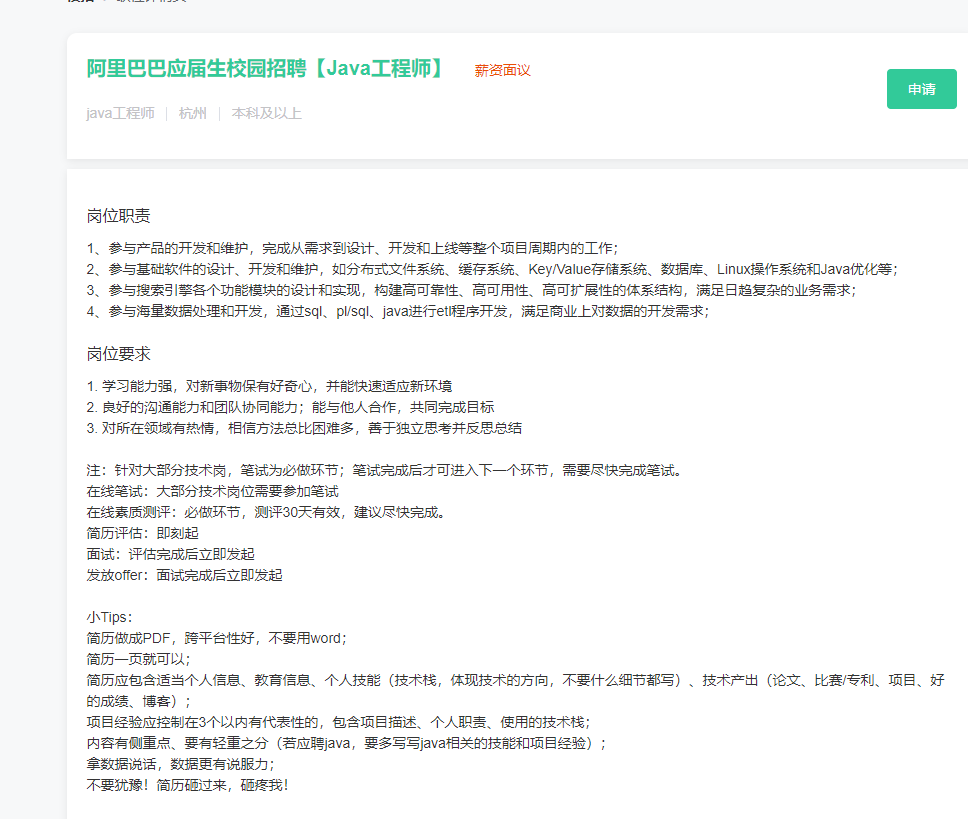 阿里巴巴应届生校园招聘【Java工程师】 薪资面议
申请
java工程师 | 杭州 | 本科及以上
岗位职责
1、参与产品的开发和维护，完成从需求到设计、开发和上线等整个项目周期内的工作；
2、参与基础软件的设计、开发和维护，如分布式文件系统、缓存系统、Key/Value存储系统、数据库、Linux操作系统和Java优化等；
3、参与搜索引擎各个功能模块的设计和实现，构建高可靠性、高可用性、高可扩展性的体系结构，满足日趋复杂的业务需求；
4、参与海量数据处理和开发，通过sql、pl/sql、java进行etl程序开发，满足商业上对数据的开发需求；
岗位要求
1. 学习能力强，对新事物保有好奇心，并能快速适应新环境
2. 良好的沟通能力和团队协同能力；能与他人合作，共同完成目标
3. 对所在领域有热情，相信方法总比困难多，善于独立思考并反思总结
注：针对大部分技术岗，笔试为必做环节；笔试完成后才可进入下一个环节，需要尽快完成笔试。
在线笔试：大部分技术岗位需要参加笔试
在线素质测评：必做环节，测评30天有效，建议尽快完成。
简历评估：即刻起
面试：评估完成后立即发起
发放offer：面试完成后立即发起
小Tips：
简历做成PDF，跨平台性好，不要用word；
简历一页就可以；
简历应包含适当个人信息、教育信息、个人技能（技术栈，体现技术的方向，不要什么细节都写）、技术产出（论文、比赛/专利、项目、好
的成绩、博客）；
项目经验应控制在3个以内有代表性的，包含项目描述、个人职责、使用的技术栈；
内容有侧重点、要有轻重之分（若应聘java，要多写写java相关的技能和项目经验）；
拿数据说话，数据更有说服力；
不要犹豫！简历砸过来，砸疼我！